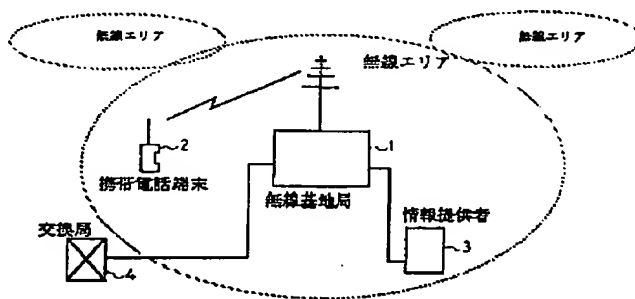 無線エリア
無線エリア
無線エリア
2
携帯電話端末
1
無線基地局
情報提供者
3
交換局
4